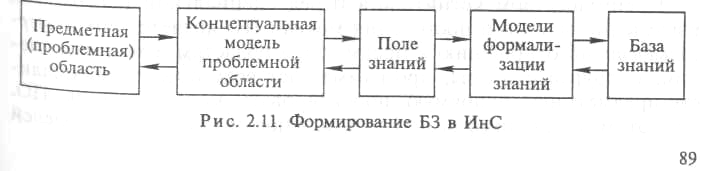 Предметная
(проблемная)
область
Концептуальная
модель
проблемной
области
Поле
знаний
Модели
формали-
зации
знаний
База
знаний
Рис. 2.11. Формирование БЗ в ИнС
89